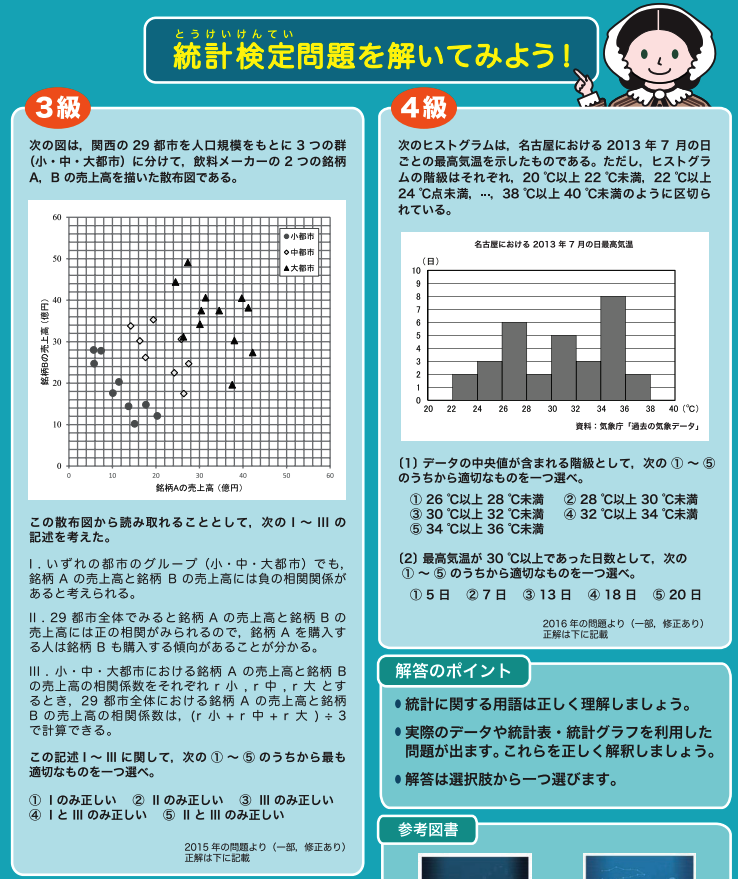 とうけいけんてい
統計検定問題を解いてみよう！
3級
次の図は，関西の 29 都市を人口規模をもとに 3 つの群
（小・中・大都市）に分けて，飲料メーカーの 2 つの銘柄
A，B の売上高を描いた散布図である。
60
50
40
30
20
10
0
銘柄Bの売上高（億円）
●小都市
◇中都市
▲大都市
0 10 20 30 40 50 60
銘柄Aの売上高（億円）
この散布図から読み取れることとして，次の I ～ III の
記述を考えた。
I．いずれの都市のグループ（小・中・大都市）でも，
銘柄 A の売上高と銘柄 B の売上高には負の相関関係が
あると考えられる。
II．29 都市全体でみると銘柄 A の売上高と銘柄 B の
売上高には正の相関がみられるので，銘柄 A を購入す
る人は銘柄 B も購入する傾向があることが分かる。
III．小・中・大都市における銘柄 A の売上高と銘柄 B
の売上高の相関係数をそれぞれ r 小 , r 中 , r 大 とす
るとき，29 都市全体における銘柄 A の売上高と銘柄
B の売上高の相関係数は，(r 小 + r 中 + r 大 ) ÷ 3
で計算できる。
この記述 I ～ III に関して，次の ① ～ ⑤ のうちから最も
適切なものを一つ選べ。
① I のみ正しい ② II のみ正しい ③ III のみ正しい
④ I と III のみ正しい ⑤ II と III のみ正しい
2015 年の問題より（一部，修正あり）
正解は下に記載
4級
次のヒストグラムは，名古屋における 2013 年 7 月の日
ごとの最高気温を示したものである。ただし，ヒストグラ
ムの階級はそれぞれ，20 ℃以上 22 ℃未満，22 ℃以上
24 ℃点未満，…，38 ℃以上 40 ℃未満のように区切ら
れている。
名古屋における 2013 年 7 月の日最高気温
（日）
10
9
8
7
6
5
4
3
2
1
0
20 22 24 26 28 30 32 34 36 38 40（℃）
資料：気象庁「過去の気象データ」
〔1〕データの中央値が含まれる階級として，次の ① ～ ⑤
のうちから適切なものを一つ選べ。
① 26 ℃以上 28 ℃未満 ② 28 ℃以上 30 ℃未満
③ 30 ℃以上 32 ℃未満 ④ 32 ℃以上 34 ℃未満
⑤ 34 ℃以上 36 ℃未満
〔2〕最高気温が 30 ℃以上であった日数として，次の
① ～ ⑤ のうちから適切なものを一つ選べ。
① 5 日 ② 7 日 ③ 13 日 ④ 18 日 ⑤ 20 日
2016 年の問題より（一部，修正あり）
正解は下に記載
解答のポイント
統計に関する用語は正しく理解しましょう。
実際のデータや統計表・統計グラフを利用した
問題が出ます。これらを正しく解釈しましょう。
解答は選択肢から一つ選びます。
参考図書